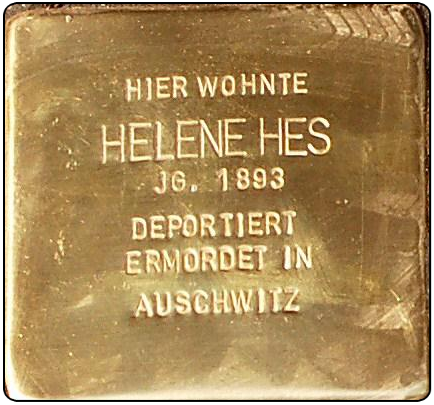 HIER WOHNTE
HELENE HES
JG. 1893
DEPORTIERT
ERMORDET IN
AUSCHWITZ